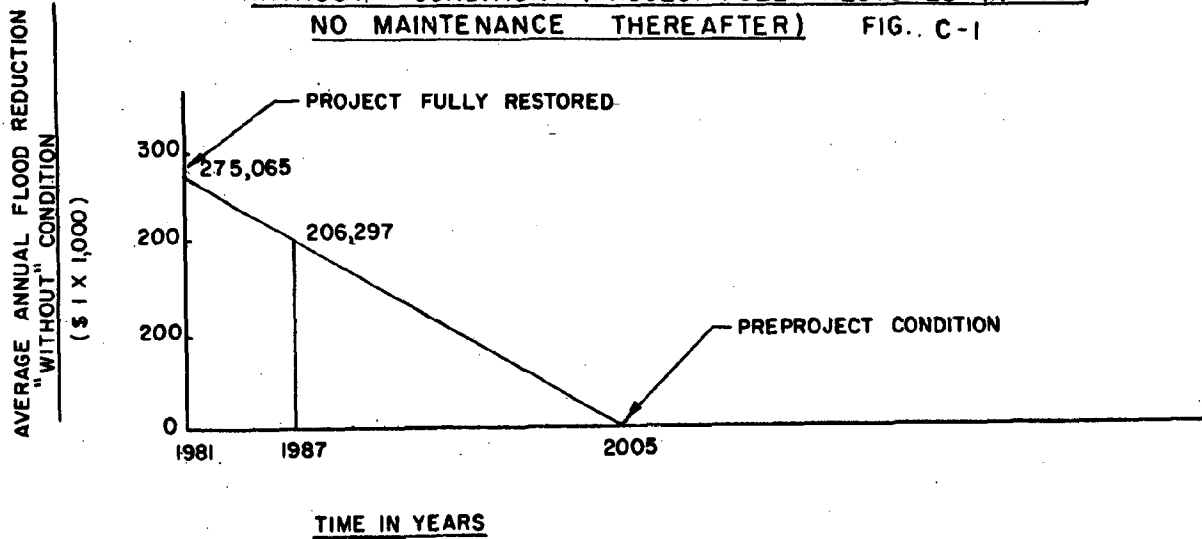 NO MAINTENANCE THEREAFTER) FIG.. C-1
AVERAGE ANNUAL FLOOD REDUCTION
"WITHOUT" CONDITION
($ 1 X 1,000)
PROJECT FULLY RESTORED
300
275,065
200
206,297
200
PREPROJECT CONDITION
0
1981
1987
2005
TIME IN YEARS